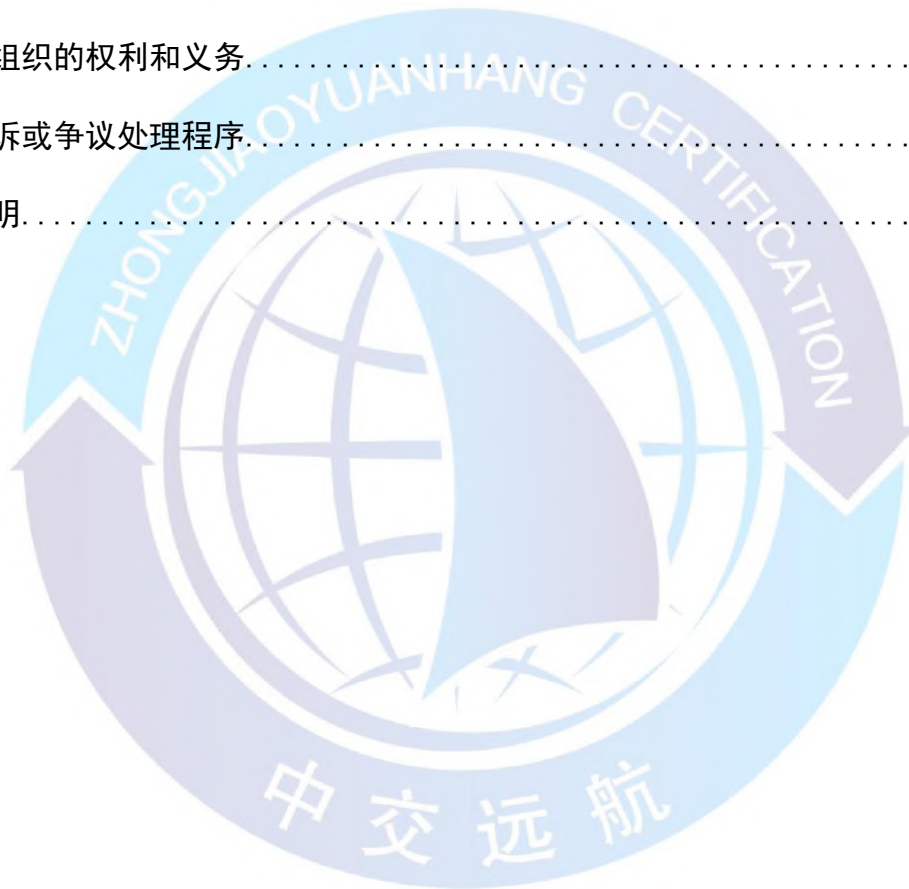 组织的权利和义务........................................
诉或争议处理程序........................................
明......................................................
ZHONGJIAOYUANHANG CERTIFICATION
中交远航